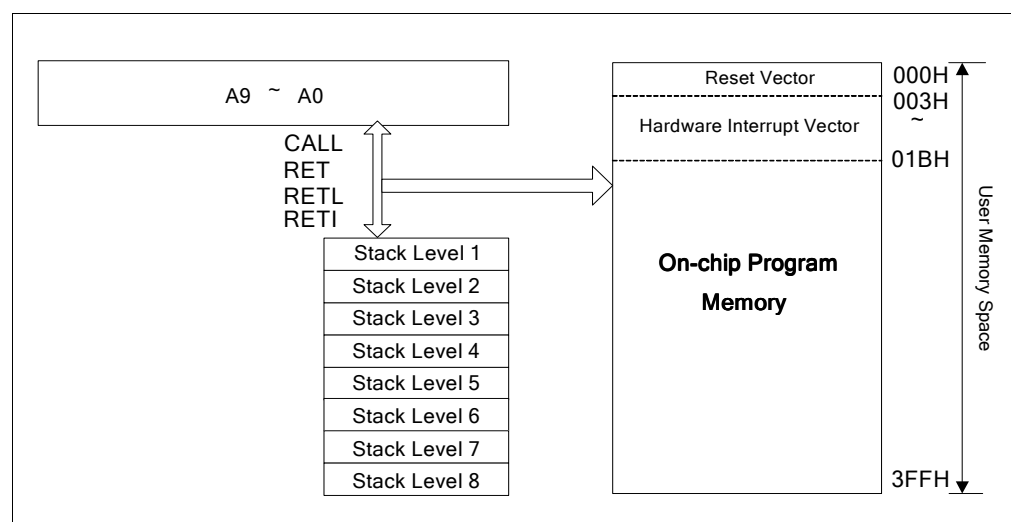 A9 ~ A0
CALL
RET
RETL
RETI
Stack Level 1
Stack Level 2
Stack Level 3
Stack Level 4
Stack Level 5
Stack Level 6
Stack Level 7
Stack Level 8
Reset Vector
Hardware Interrupt Vector
On-chip Program
Memory
000H
003H
~
01BH
3FFH
User Memory Space